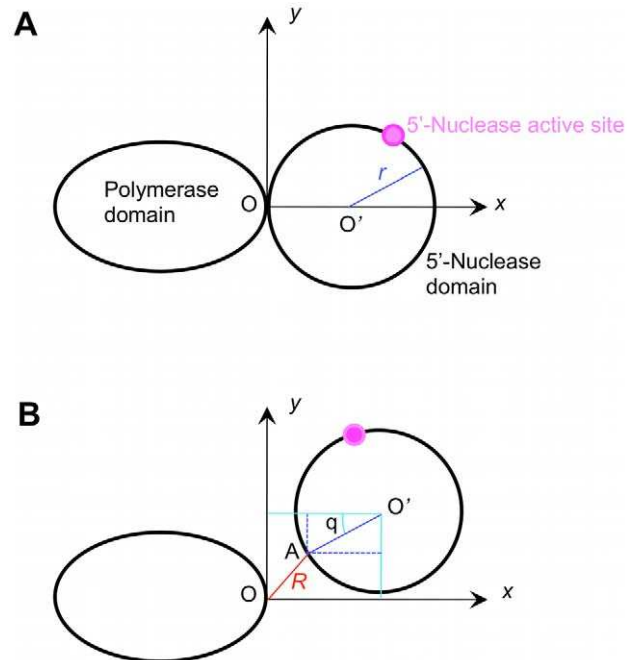 A
y
5'-Nuclease active site
Polymerase
domain
O
r
x
O'
5'-Nuclease
domain
B
y
O'
q
A
R
O
x